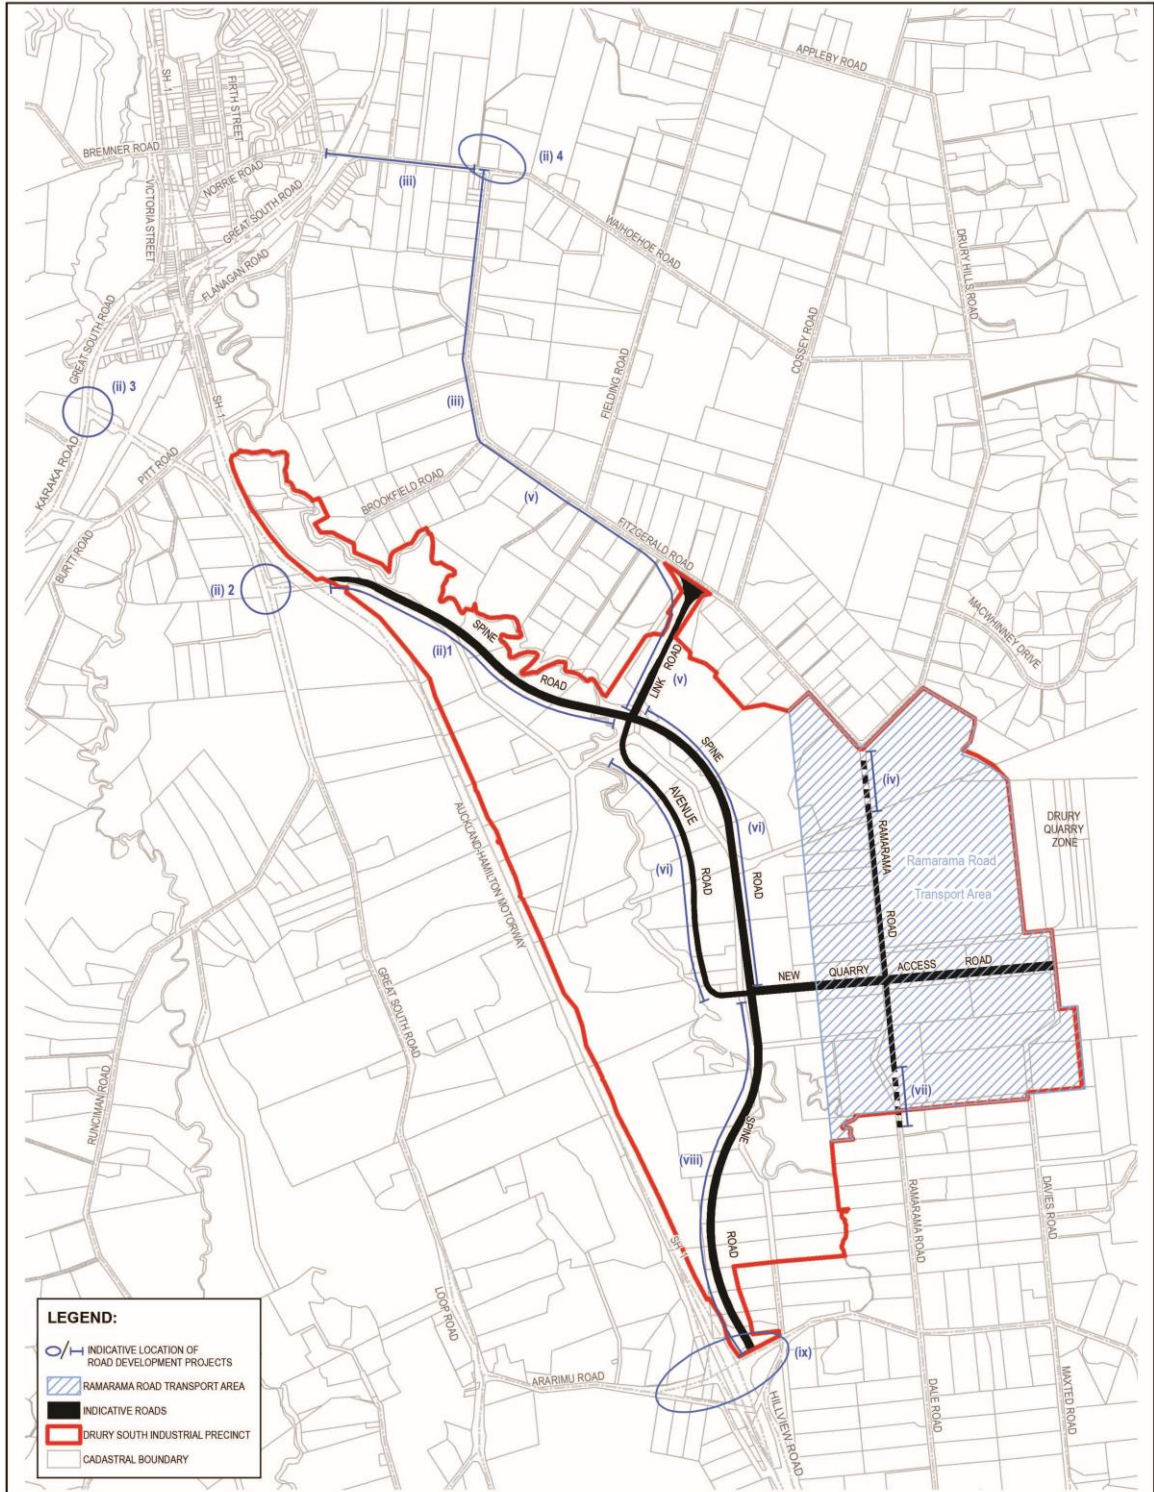 APPLEBY ROAD
SH 1
FIRTH STREET
BREMNER ROAD
NORRIE ROAD
VICTORIA STREET
GREAT SOUTH ROAD
FLANAGAN ROAD
(iii)
(ii) 4
WAIHOEHOE ROAD
DRURY HILLS ROAD
COSSEY ROAD
GREAT SOUTH ROAD
(ii) 3
SH 1
KARAKA ROAD
PITT ROAD
BURTT ROAD
(iii)
FIELDING ROAD
BROOKFIELD ROAD
(v)
FITZGERALD ROAD
(ii) 2
MACWHINNEY DRIVE
SPINE
ROAD
(ii)1
LINK ROAD
(v)
SPINE
ROAD
(vi)
AVENUE
ROAD
(vi)
(iv)
RAMARAMA
ROAD
DRURY
QUARRY
ZONE
Ramarama Road
Transport Area
AUCKLAND-HAMILTON MOTORWAY
NEW QUARRY ACCESS ROAD
GREAT SOUTH ROAD
RUNCIMAN ROAD
(vii)
SPINE
ROAD
(viii)
RAMARAMA ROAD
DAVIES ROAD
SH 1
LOOP ROAD
(ix)
ARARIMU ROAD
HILLVIEW ROAD
DALE ROAD
MAXTED ROAD
LEGEND:
INDICATIVE LOCATION OF
ROAD DEVELOPMENT PROJECTS
RAMARAMA ROAD TRANSPORT AREA
INDICATIVE ROADS
DRURY SOUTH INDUSTRIAL PRECINCT
CADASTRAL BOUNDARY